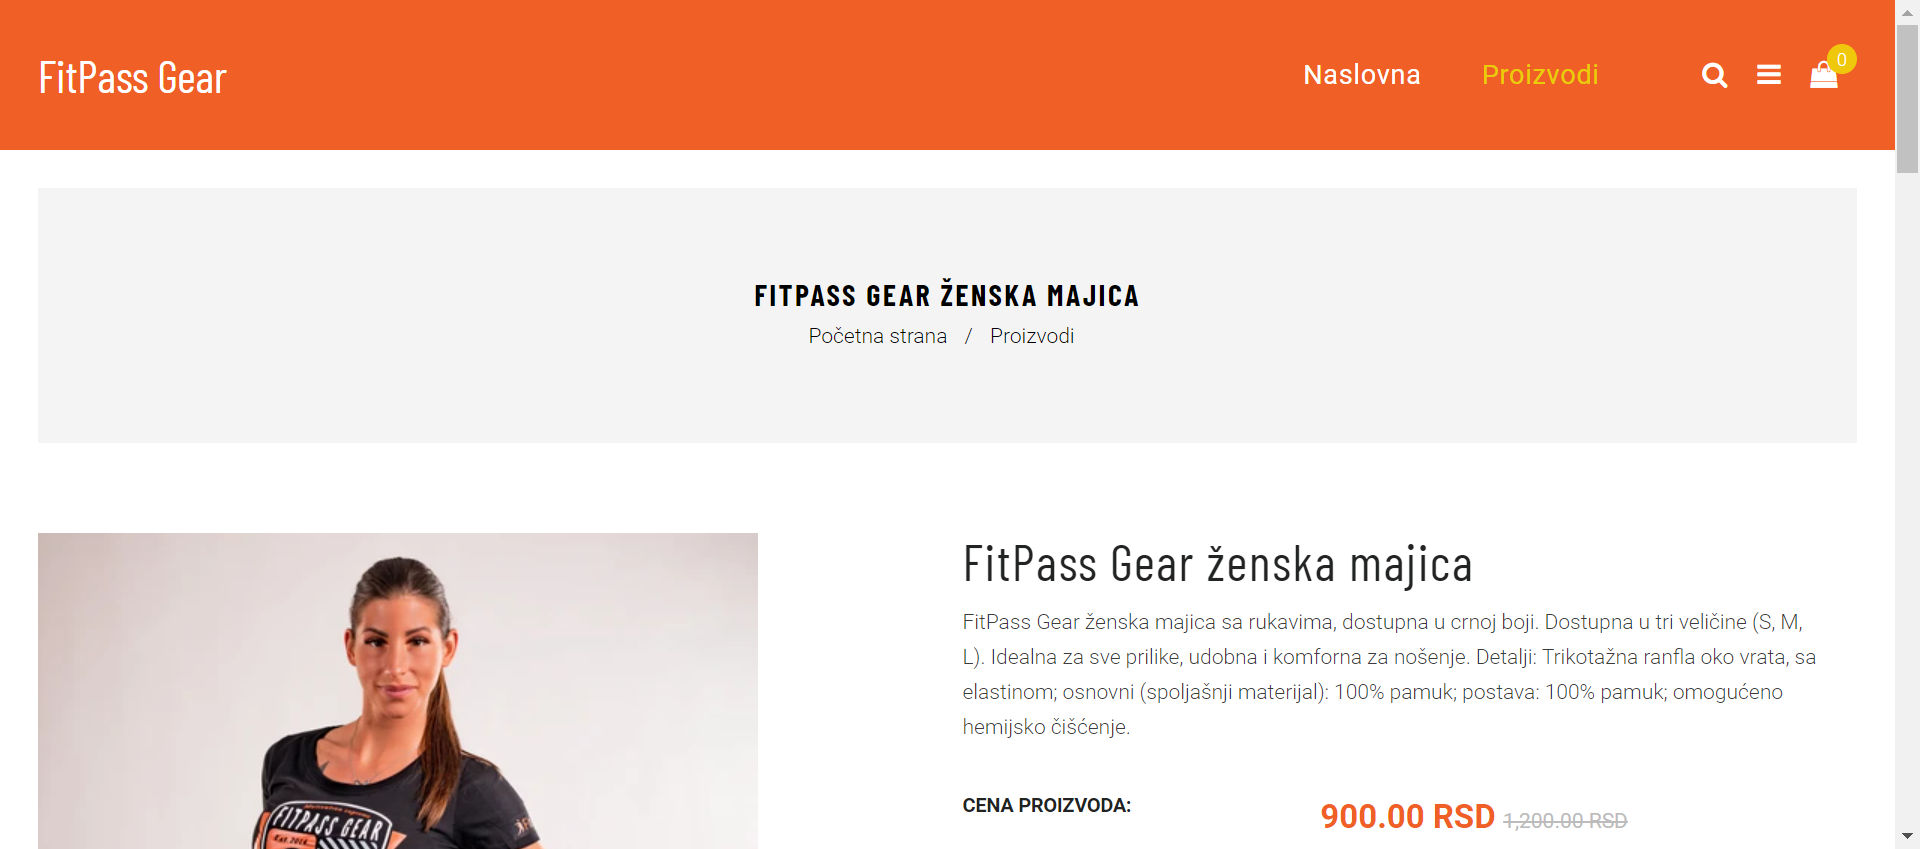 FitPass Gear
Naslovna
Proizvodi
0
FITPASS GEAR ŽENSKA MAJICA
Početna strana / Proizvodi
FitPass Gear ženska majica
FitPass Gear ženska majica sa rukavima, dostupna u crnoj boji. Dostupna u tri veličine (S, M,
L). Idealna za sve prilike, udobna i komforna za nošenje. Detalji: Trikotažna ranfla oko vrata, sa
elastinom; osnovni (spoljašnji materijal): 100% pamuk; postava: 100% pamuk; omogućeno
hemijsko čišćenje.
CENA PROIZVODA:
900.00 RSD 1,200.00 RSD
FITPASS GEAR